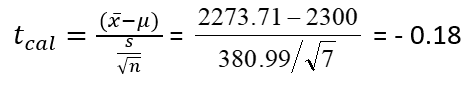 t_cal = (x̄−μ) / (s/√n) = (2273.71−2300) / (380.99/√7) = - 0.18